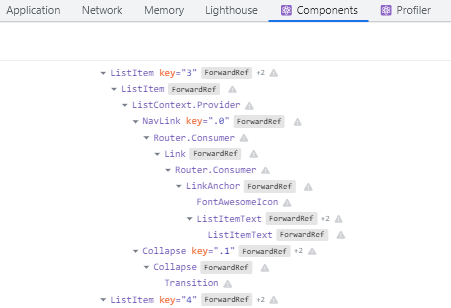 Application Network Memory Lighthouse Components Profiler
ListItem key="3" ForwardRef +2
ListItem ForwardRef
ListContext.Provider
NavLink key=".0" ForwardRef
Router.Consumer
Link ForwardRef
Router.Consumer
LinkAnchor ForwardRef
FontAwesomeIcon
ListItemText ForwardRef +2
ListItemText ForwardRef
Collapse key=".1" ForwardRef +2
Collapse ForwardRef
Transition
ListItem key="4" ForwardRef +2